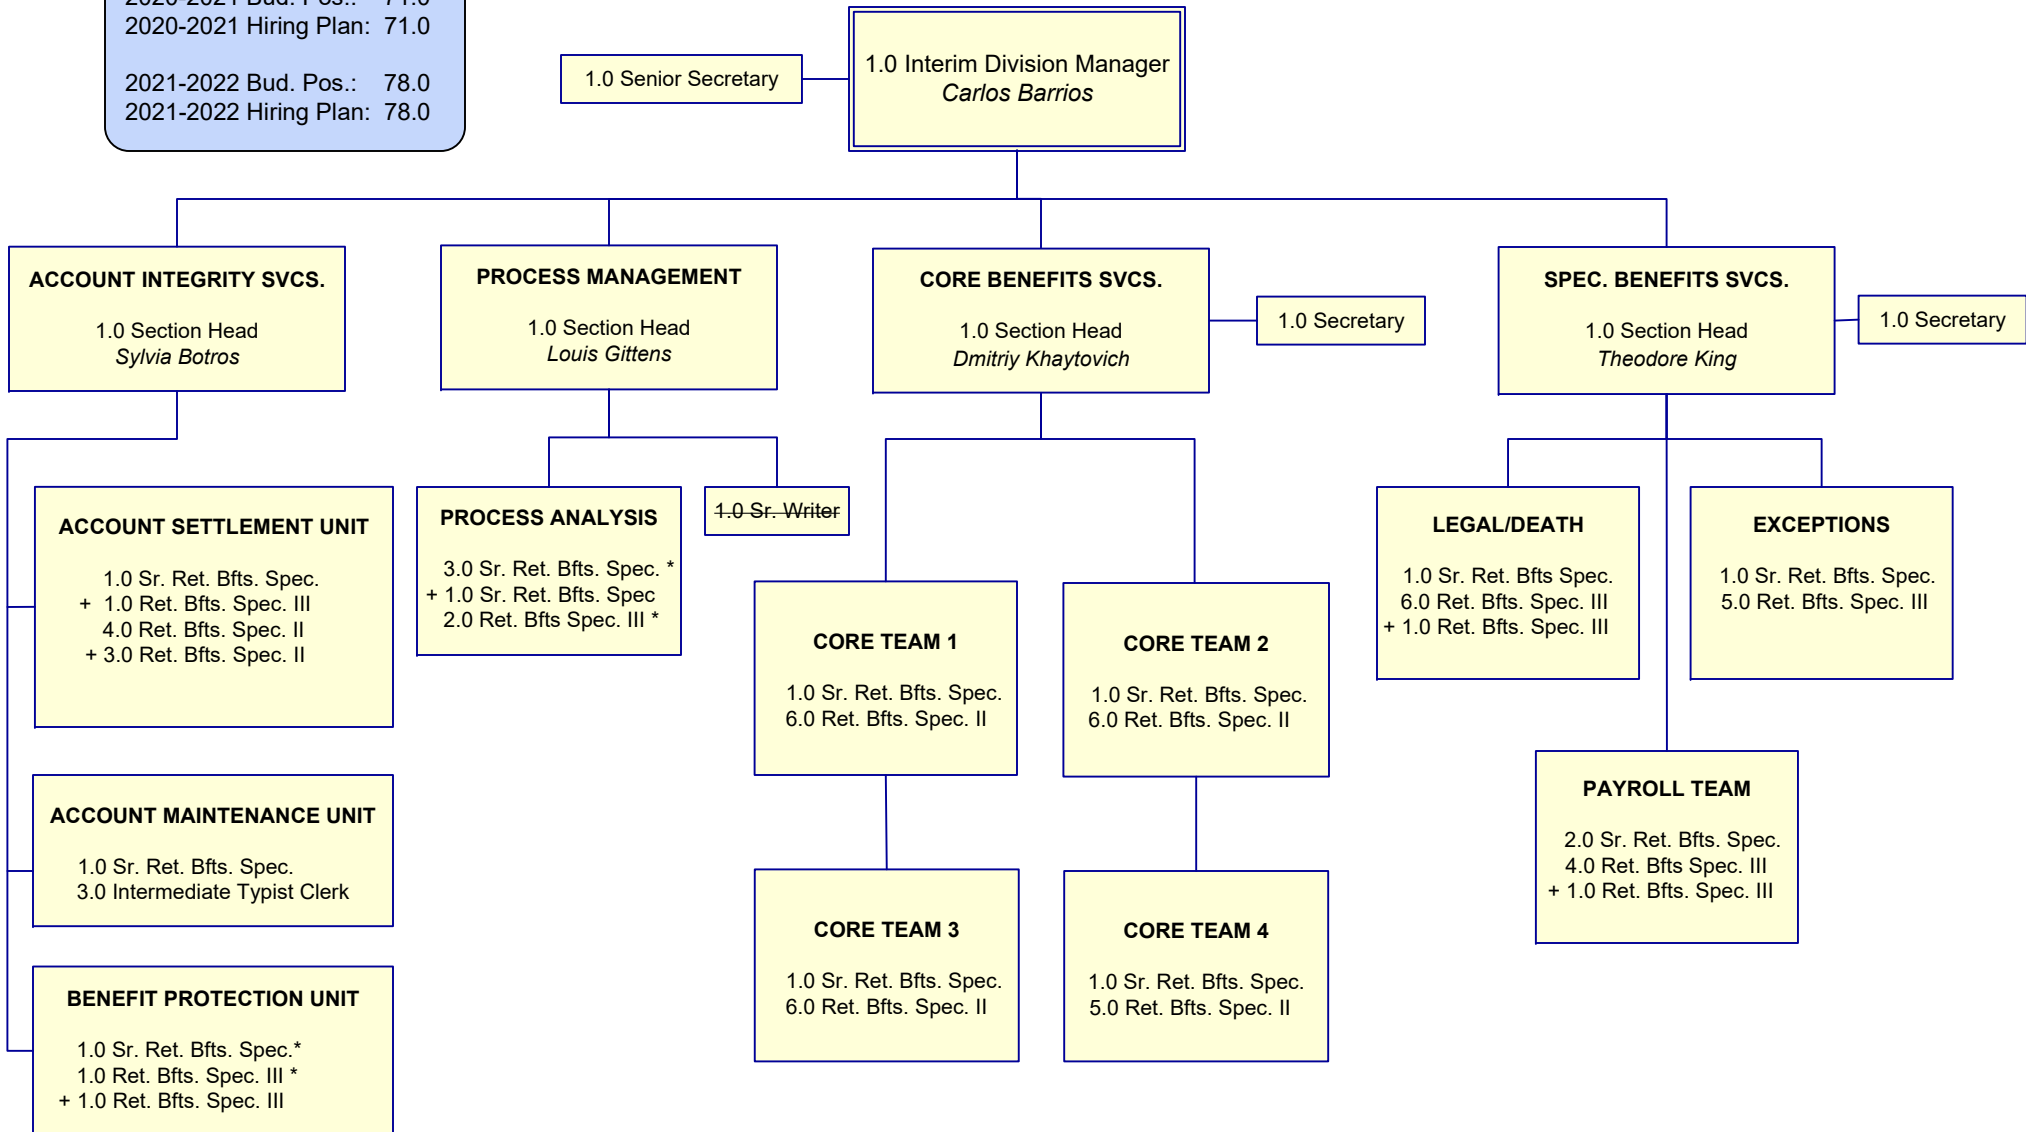 2020-2021 Bud. Pos.: 71.0
2020-2021 Hiring Plan: 71.0
2021-2022 Bud. Pos.: 78.0
2021-2022 Hiring Plan: 78.0
1.0 Senior Secretary
1.0 Interim Division Manager
Carlos Barrios
ACCOUNT INTEGRITY SVCS.
1.0 Section Head
Sylvia Botros
PROCESS MANAGEMENT
1.0 Section Head
Louis Gittens
CORE BENEFITS SVCS.
1.0 Section Head
Dmitriy Khaytovich
1.0 Secretary
SPEC. BENEFITS SVCS.
1.0 Section Head
Theodore King
1.0 Secretary
ACCOUNT SETTLEMENT UNIT
1.0 Sr. Ret. Bfts. Spec.
+ 1.0 Ret. Bfts. Spec. III
4.0 Ret. Bfts. Spec. II
+ 3.0 Ret. Bfts. Spec. II
ACCOUNT MAINTENANCE UNIT
1.0 Sr. Ret. Bfts. Spec.
3.0 Intermediate Typist Clerk
BENEFIT PROTECTION UNIT
1.0 Sr. Ret. Bfts. Spec.*
1.0 Ret. Bfts. Spec. III *
+ 1.0 Ret. Bfts. Spec. III
PROCESS ANALYSIS
3.0 Sr. Ret. Bfts. Spec. *
+ 1.0 Sr. Ret. Bfts. Spec
2.0 Ret. Bfts Spec. III *
1.0 Sr. Writer
CORE TEAM 1
1.0 Sr. Ret. Bfts. Spec.
6.0 Ret. Bfts. Spec. II
CORE TEAM 2
1.0 Sr. Ret. Bfts. Spec.
6.0 Ret. Bfts. Spec. II
CORE TEAM 3
1.0 Sr. Ret. Bfts. Spec.
6.0 Ret. Bfts. Spec. II
CORE TEAM 4
1.0 Sr. Ret. Bfts. Spec.
5.0 Ret. Bfts. Spec. II
LEGAL/DEATH
1.0 Sr. Ret. Bfts Spec.
6.0 Ret. Bfts. Spec. III
+ 1.0 Ret. Bfts. Spec. III
EXCEPTIONS
1.0 Sr. Ret. Bfts. Spec.
5.0 Ret. Bfts. Spec. III
PAYROLL TEAM
2.0 Sr. Ret. Bfts. Spec.
4.0 Ret. Bfts Spec. III
+ 1.0 Ret. Bfts. Spec. III